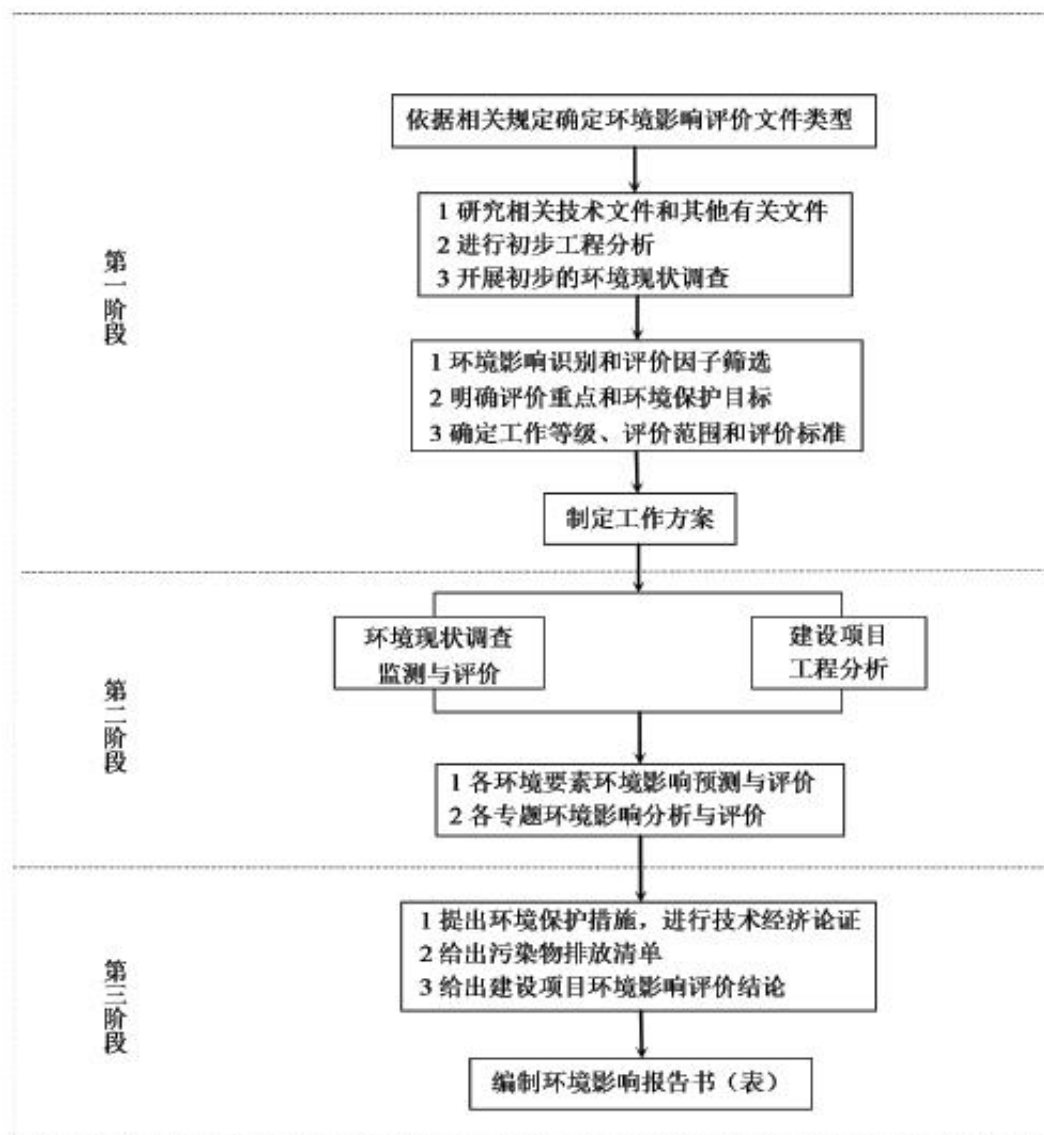 依据相关规定确定环境影响评价文件类型
1 研究相关技术文件和其他有关文件
2 进行初步工程分析
3 开展初步的环境现状调查
第一阶段
1 环境影响识别和评价因子筛选
2 明确评价重点和环境保护目标
3 确定工作等级、评价范围和评价标准
制定工作方案
环境现状调查
监测与评价
建设项目
工程分析
第二阶段
1 各环境要素环境影响预测与评价
2 各专题环境影响分析与评价
1 提出环境保护措施，进行技术经济论证
2 给出污染物排放清单
3 给出建设项目环境影响评价结论
第三阶段
编制环境影响报告书（表）